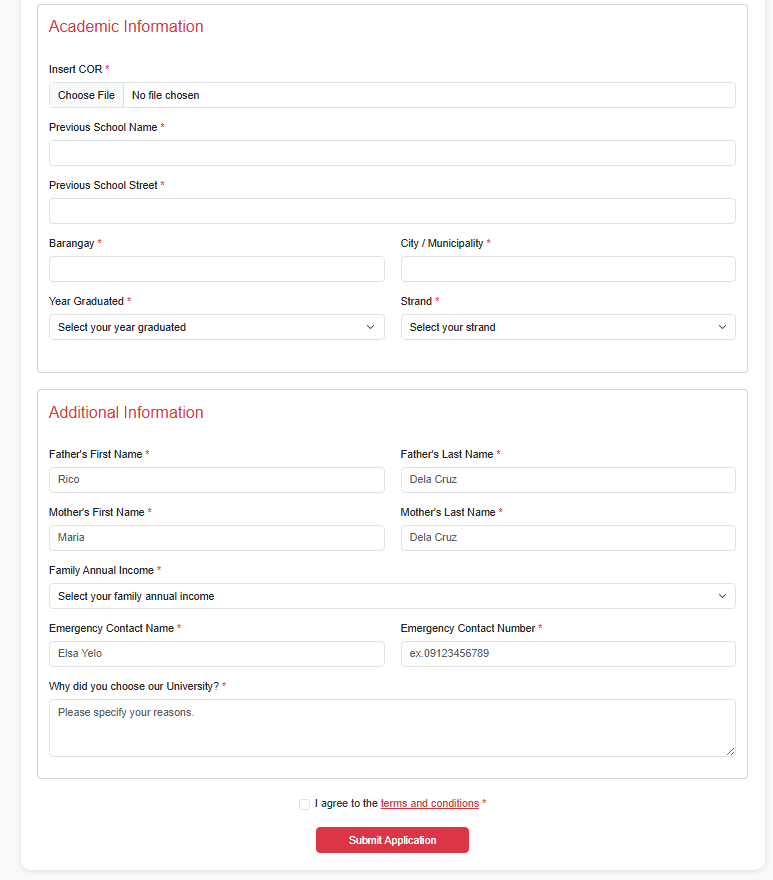 Academic Information
Insert COR *
Choose File No file chosen
Previous School Name *
Previous School Street *
Barangay * City / Municipality *
Year Graduated * Strand *
Select your year graduated Select your strand
Additional Information
Father's First Name * Father's Last Name *
Rico Dela Cruz
Mother's First Name * Mother's Last Name *
Maria Dela Cruz
Family Annual Income *
Select your family annual income
Emergency Contact Name * Emergency Contact Number *
Elsa Yelo ex.09123456789
Why did you choose our University? *
Please specify your reasons.
I agree to the terms and conditions *
Submit Application